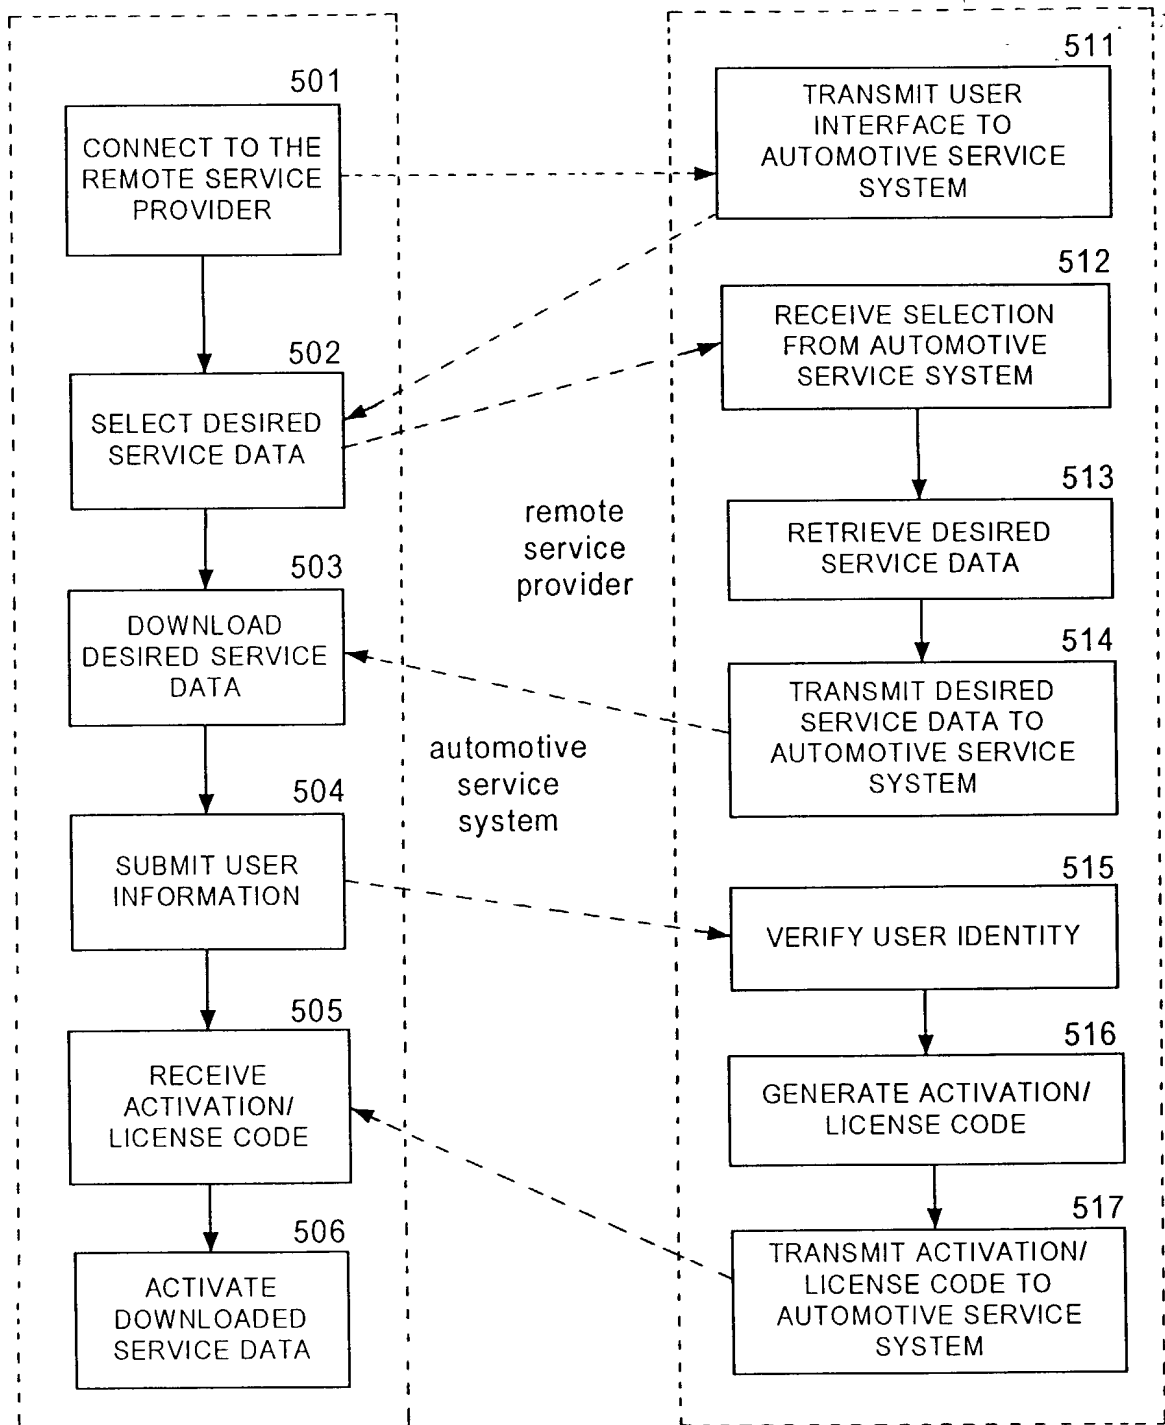 501
CONNECT TO THE
REMOTE SERVICE
PROVIDER
502
SELECT DESIRED
SERVICE DATA
503
DOWNLOAD
DESIRED SERVICE
DATA
504
SUBMIT USER
INFORMATION
505
RECEIVE
ACTIVATION/
LICENSE CODE
506
ACTIVATE
DOWNLOADED
SERVICE DATA
remote
service
provider
automotive
service
system
511
TRANSMIT USER
INTERFACE TO
AUTOMOTIVE SERVICE
SYSTEM
512
RECEIVE SELECTION
FROM AUTOMOTIVE
SERVICE SYSTEM
513
RETRIEVE DESIRED
SERVICE DATA
514
TRANSMIT DESIRED
SERVICE DATA TO
AUTOMOTIVE SERVICE
SYSTEM
515
VERIFY USER IDENTITY
516
GENERATE ACTIVATION/
LICENSE CODE
517
TRANSMIT ACTIVATION/
LICENSE CODE TO
AUTOMOTIVE SERVICE
SYSTEM